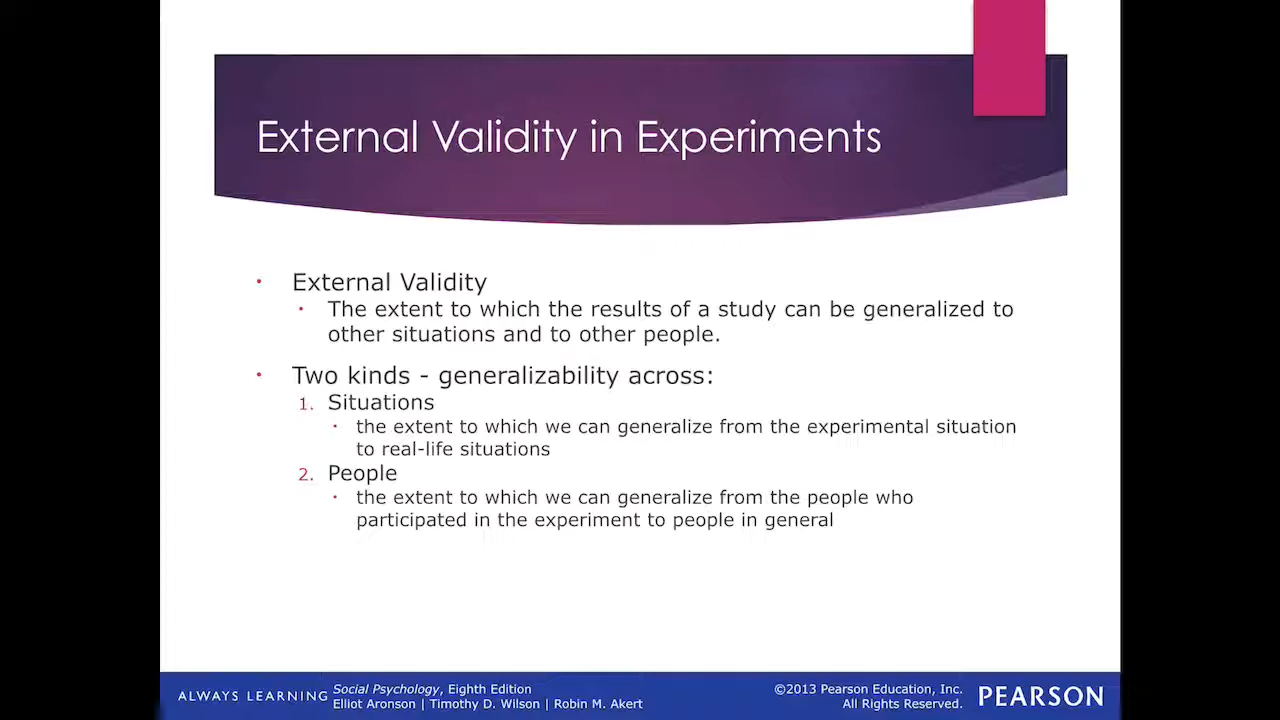 External Validity in Experiments
• External Validity
• The extent to which the results of a study can be generalized to
other situations and to other people.
• Two kinds - generalizability across:
1. Situations
• the extent to which we can generalize from the experimental situation
to real-life situations
2. People
• the extent to which we can generalize from the people who
participated in the experiment to people in general
ALWAYS LEARNING
Social Psychology, Eighth Edition
Elliot Aronson | Timothy D. Wilson | Robin M. Akert
©2013 Pearson Education, Inc.
All Rights Reserved.
PEARSON